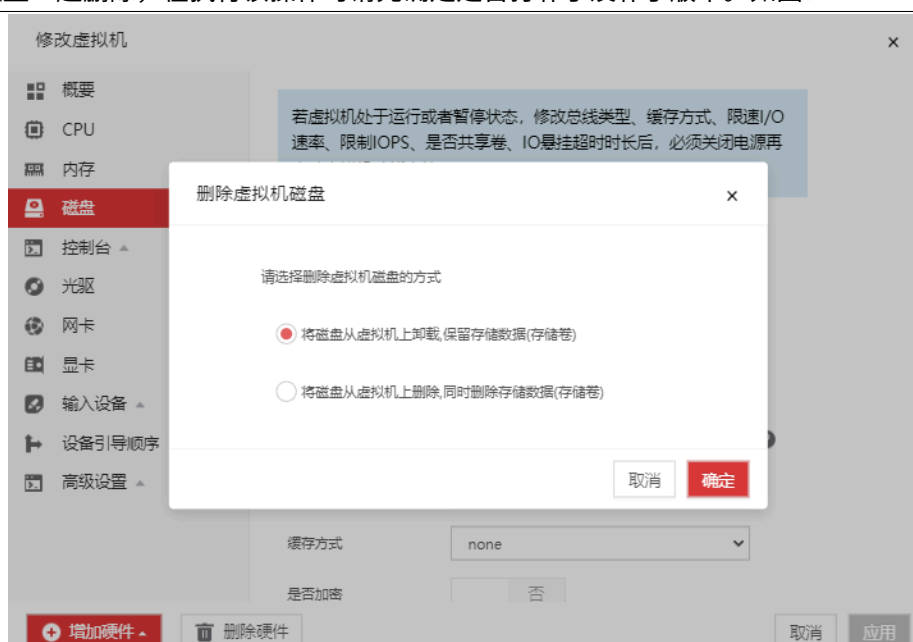 修改虚拟机
×
概要
CPU
内存
磁盘
控制台
光驱
网卡
显卡
输入设备
设备引导顺序
高级设置
若虚拟机处于运行或者暂停状态，修改总线类型、缓存方式、限速I/O
速率、限制IOPS、是否共享卷、IO悬挂超时时长后，必须关闭电源再
删除虚拟机磁盘
×
请选择删除虚拟机磁盘的方式
将磁盘从虚拟机上卸载,保留存储数据(存储卷)
将磁盘从虚拟机上删除,同时删除存储数据(存储卷)
取消
确定
缓存方式
none
是否加密
否
增加硬件
删除硬件
取消
应用